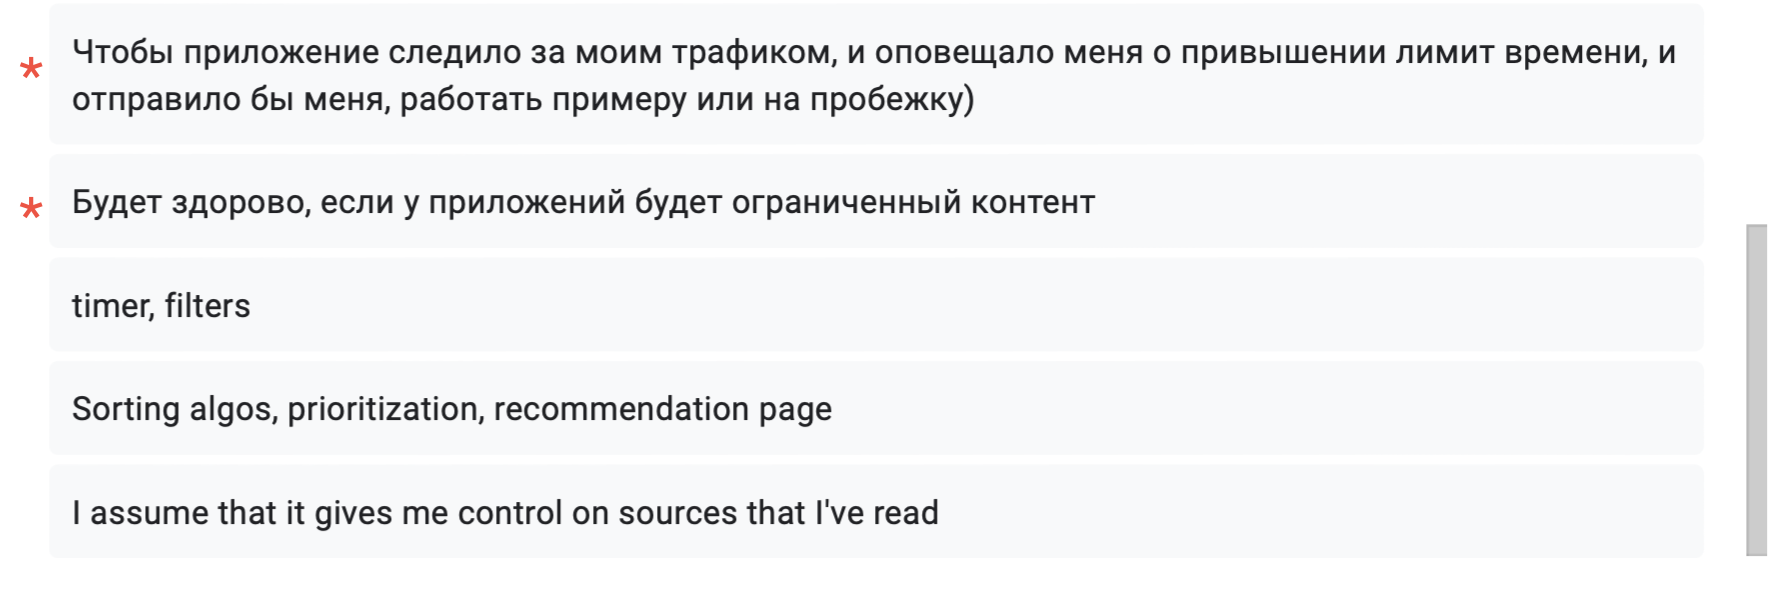 * Чтобы приложение следило за моим трафиком, и оповещало меня о привышении лимит времени, и
отправило бы меня, работать примеру или на пробежку)
* Будет здорово, если у приложений будет ограниченный контент
timer, filters
Sorting algos, prioritization, recommendation page
I assume that it gives me control on sources that I've read